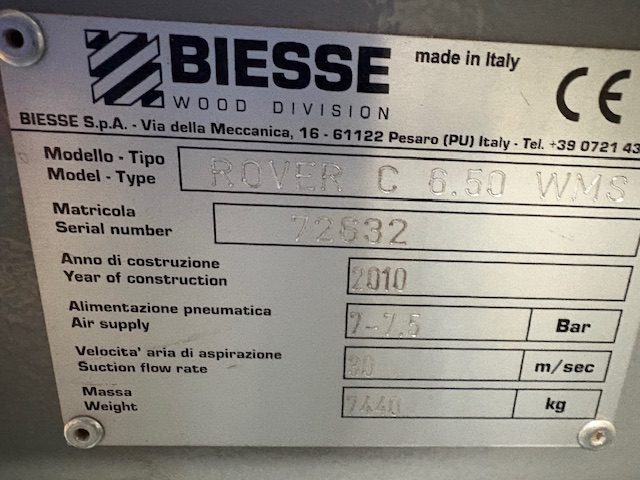 BIESSE
made in Italy
WOOD DIVISION
CE
BIESSE S.p.A. - Via della Meccanica, 16 - 61122 Pesaro (PU) Italy - Tel. +39 0721 43
Modello - Tipo
Model - Type
ROVER C 6.50 WMS
Matricola
Serial number
72632
Anno di costruzione
Year of construction
2010
Alimentazione pneumatica
Air supply
7-7.5
Bar
Velocita' aria di aspirazione
Suction flow rate
30
m/sec
Massa
Weight
7440
kg